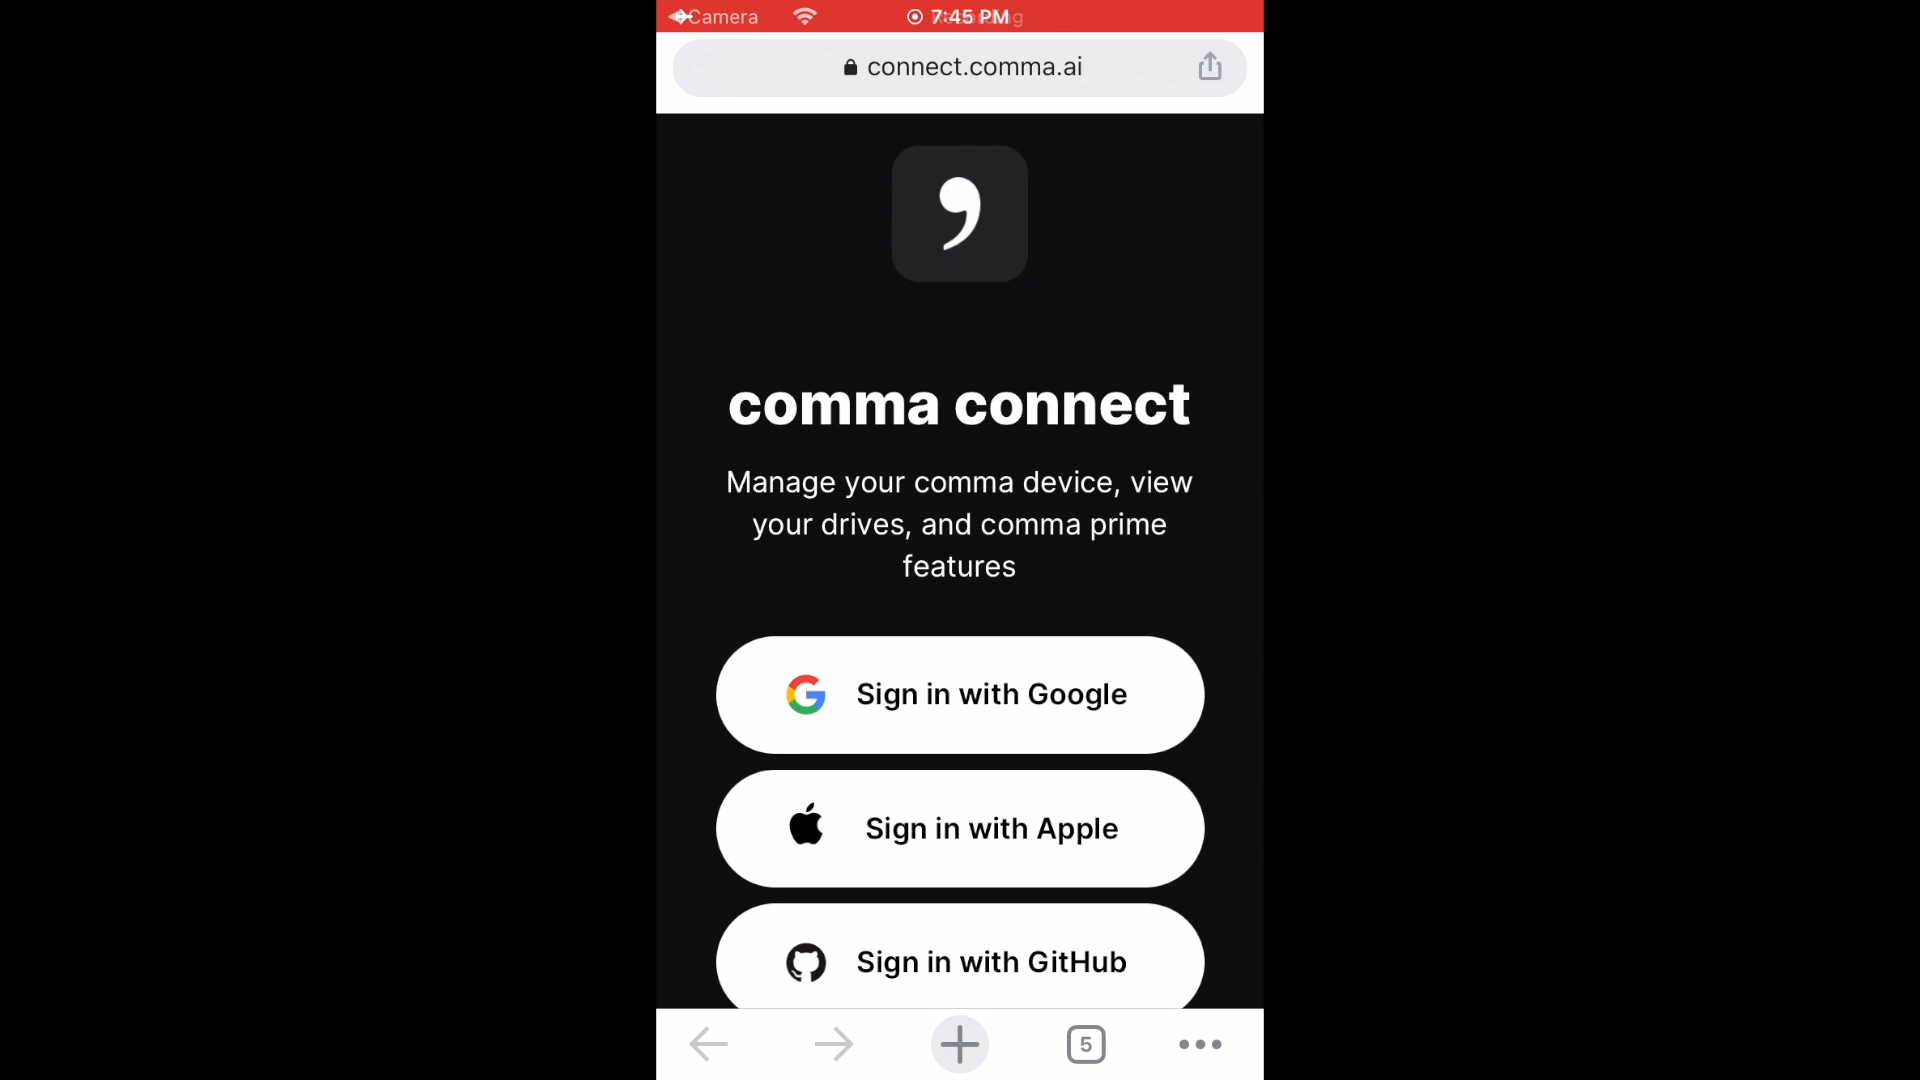 Camera
7:45 PM
connect.comma.ai
comma connect
Manage your comma device, view
your drives, and comma prime
features
Sign in with Google
Sign in with Apple
Sign in with GitHub
5